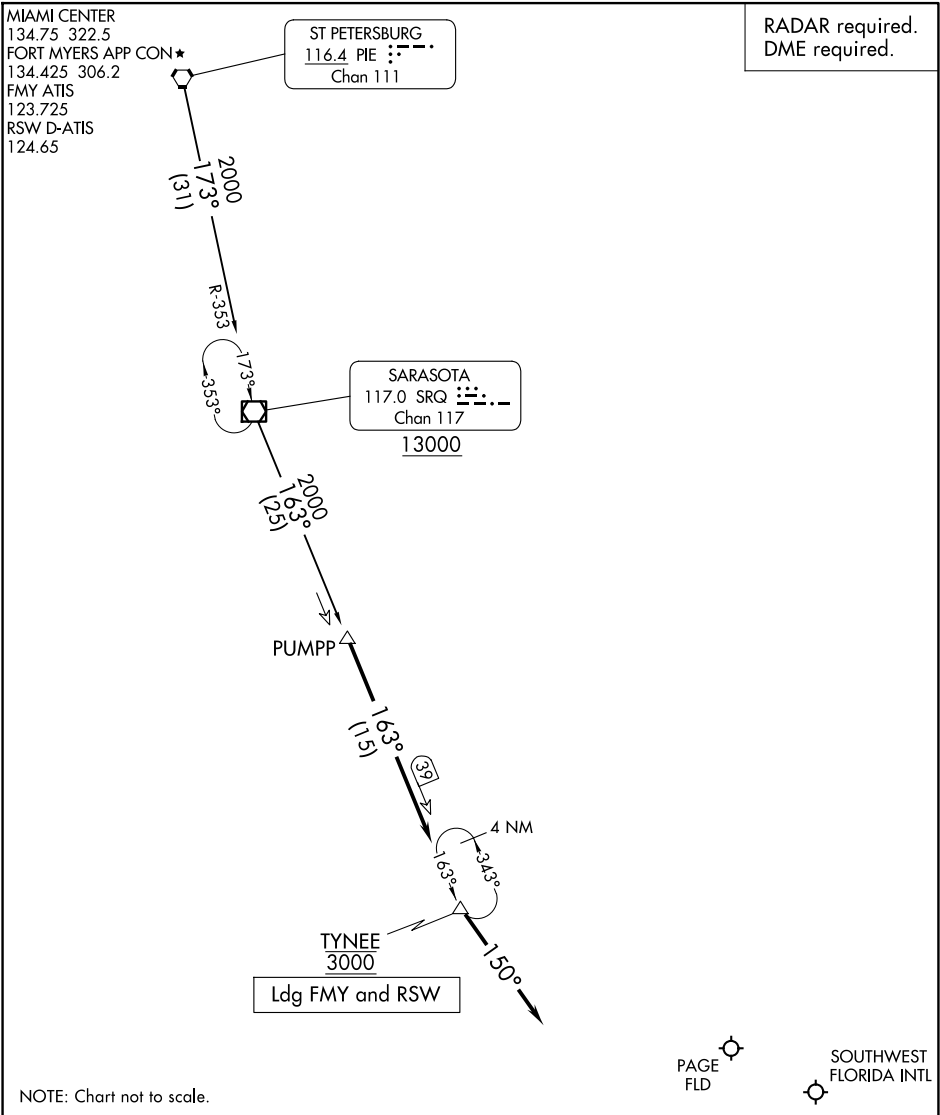 MIAMI CENTER
134.75 322.5
FORT MYERS APP CON★
134.425 306.2
FMY ATIS
123.725
RSW D-ATIS
124.65
ST PETERSBURG
116.4 PIE
Chan 111
RADAR required.
DME required.
2000
173°
(31)
R-353
173°
353°
SARASOTA
117.0 SRQ
Chan 117
13000
2000
163°
(25)
PUMPP
163°
(15)
39
4 NM
163°
343°
TYNEE
3000
Ldg FMY and RSW
150°
PAGE
FLD
SOUTHWEST
FLORIDA INTL
NOTE: Chart not to scale.